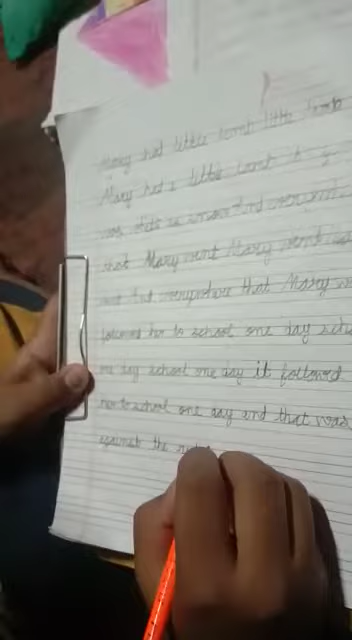 Mary had little lamb little lamb
Mary had a little
was white as snow And everywhere
that Mary went Mary went
And everywhere that Mary
followed her to school one day
one day school one day it followed
her to school one day and that was
against the